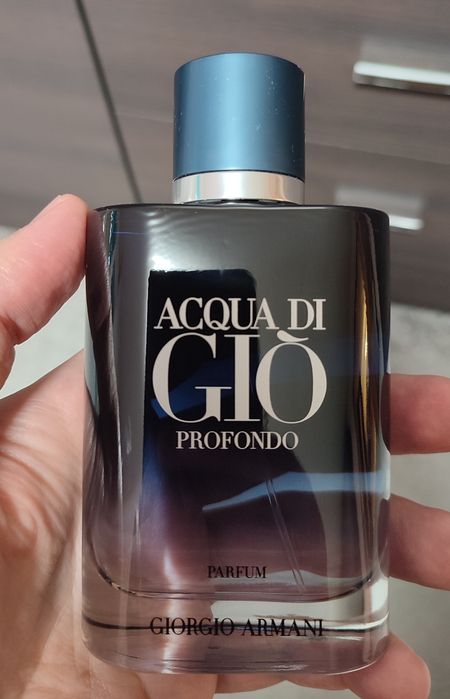 ACQUA DI
GIÒ
PROFONDO
PARFUM
GIORGIO ARMANI